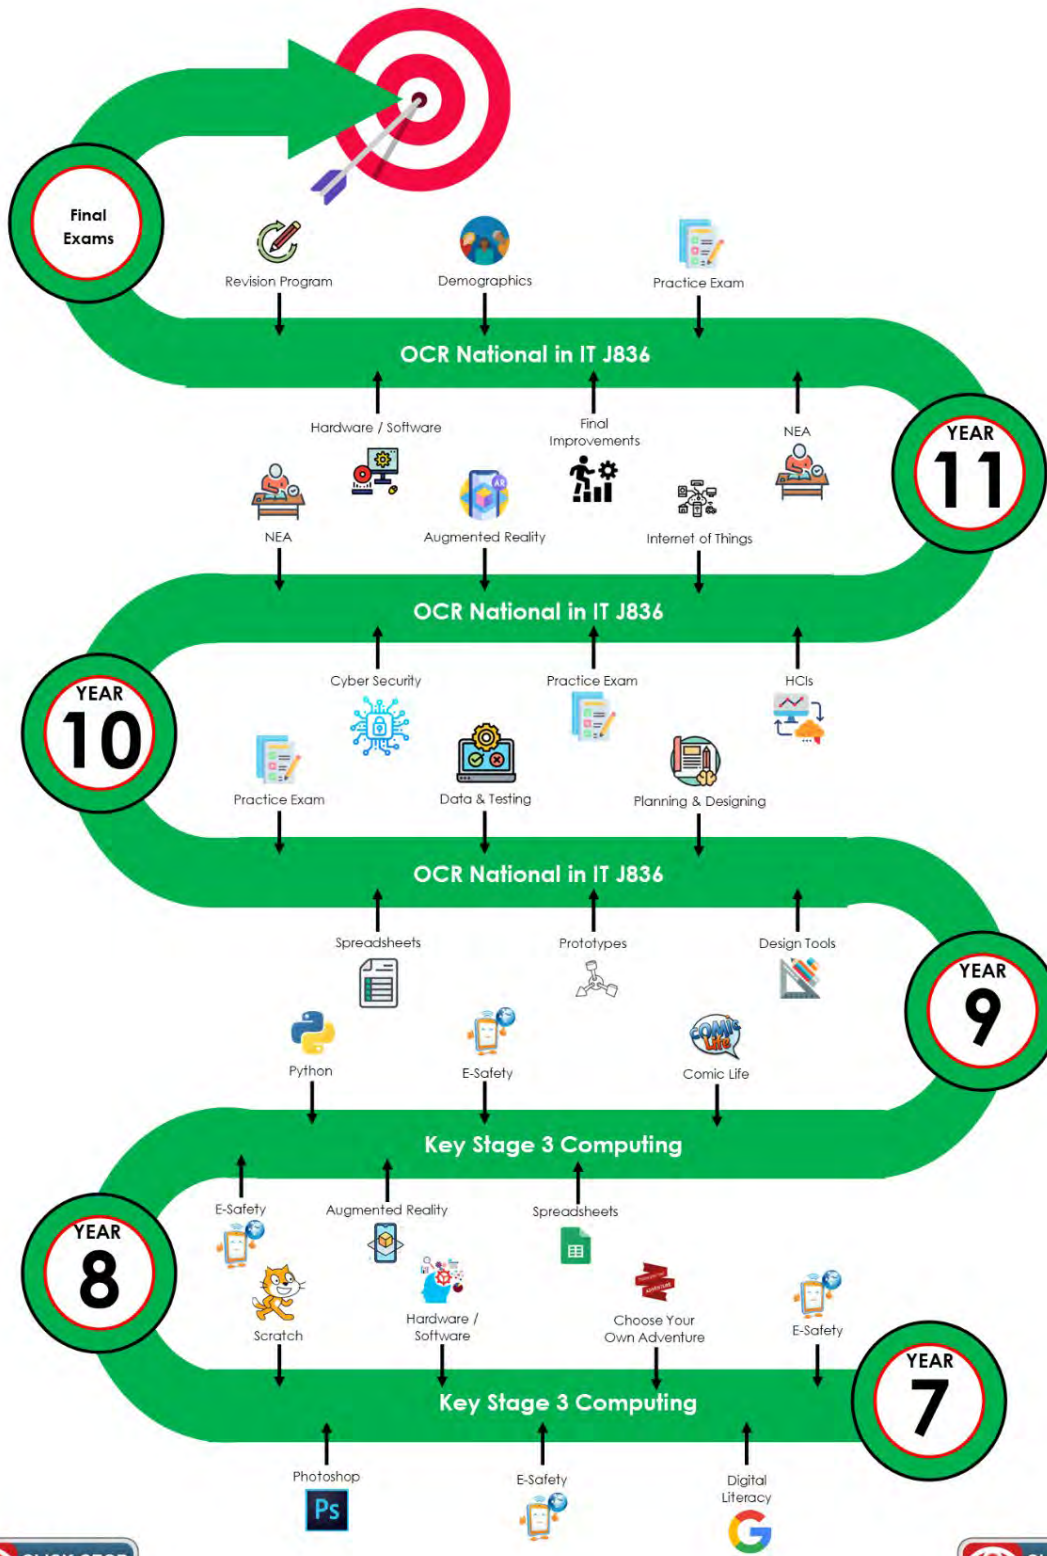 Final
Exams
Revision Program
Demographics
Practice Exam
OCR National in IT J836
Hardware / Software
Final
Improvements
NEA
YEAR
11
NEA
Augmented Reality
AR
Internet of Things
OCR National in IT J836
YEAR
10
Cyber Security
Practice Exam
HCIs
Practice Exam
Data & Testing
Planning & Designing
OCR National in IT J836
Spreadsheets
Prototypes
Design Tools
YEAR
9
Python
E-Safety
COMIC
Life
Comic Life
Key Stage 3 Computing
E-Safety
Augmented Reality
Spreadsheets
YEAR
8
Scratch
Hardware /
Software
ADVENTURE
Choose Your
Own Adventure
E-Safety
YEAR
7
Key Stage 3 Computing
Photoshop
Ps
E-Safety
Digital
Literacy
G